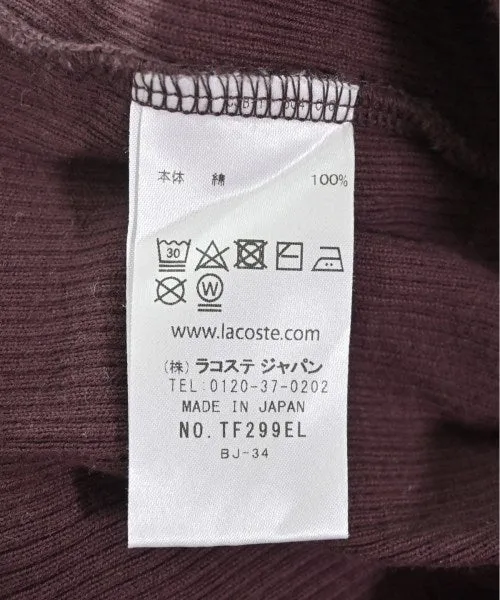 本体 綿 100%
30
W
www.lacoste.com
(株) ラコステ ジャパン
TEL:0120-37-0202
MADE IN JAPAN
NO. TF299EL
BJ-34